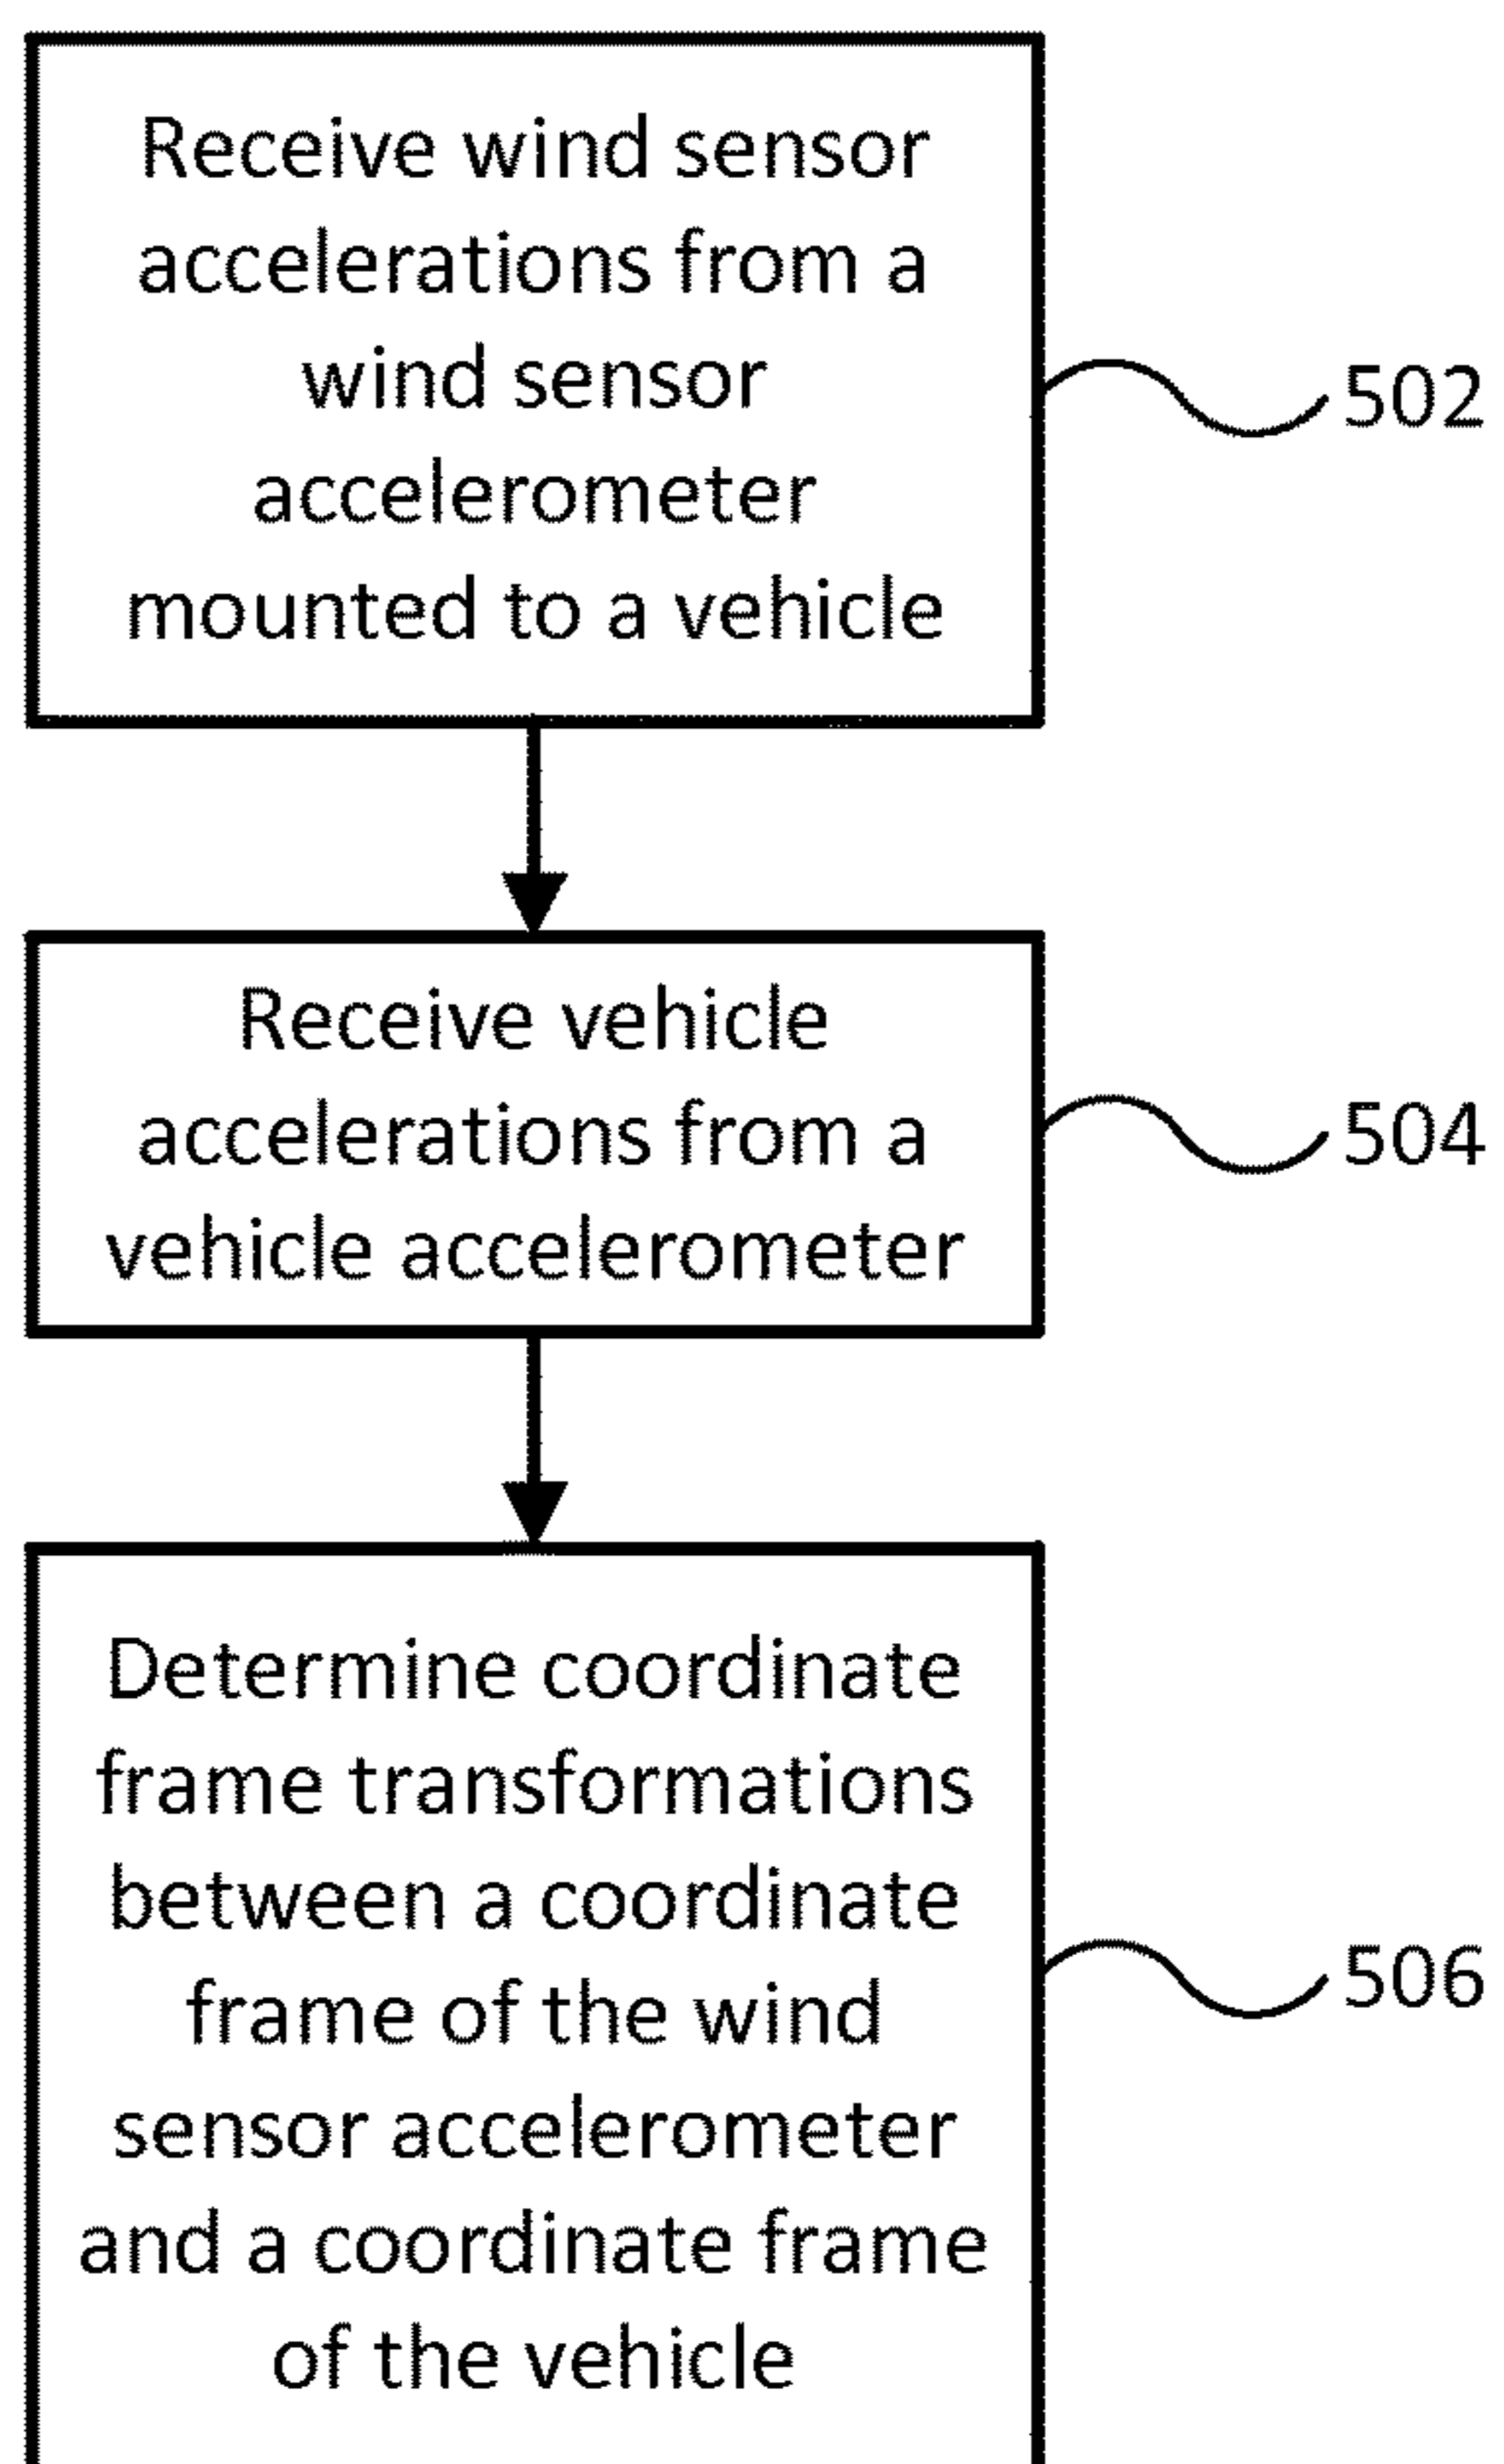 Receive wind sensor
accelerations from a
wind sensor
accelerometer
mounted to a vehicle
502
Receive vehicle
accelerations from a
vehicle accelerometer
504
Determine coordinate
frame transformations
between a coordinate
frame of the wind
sensor accelerometer
and a coordinate frame
of the vehicle
506